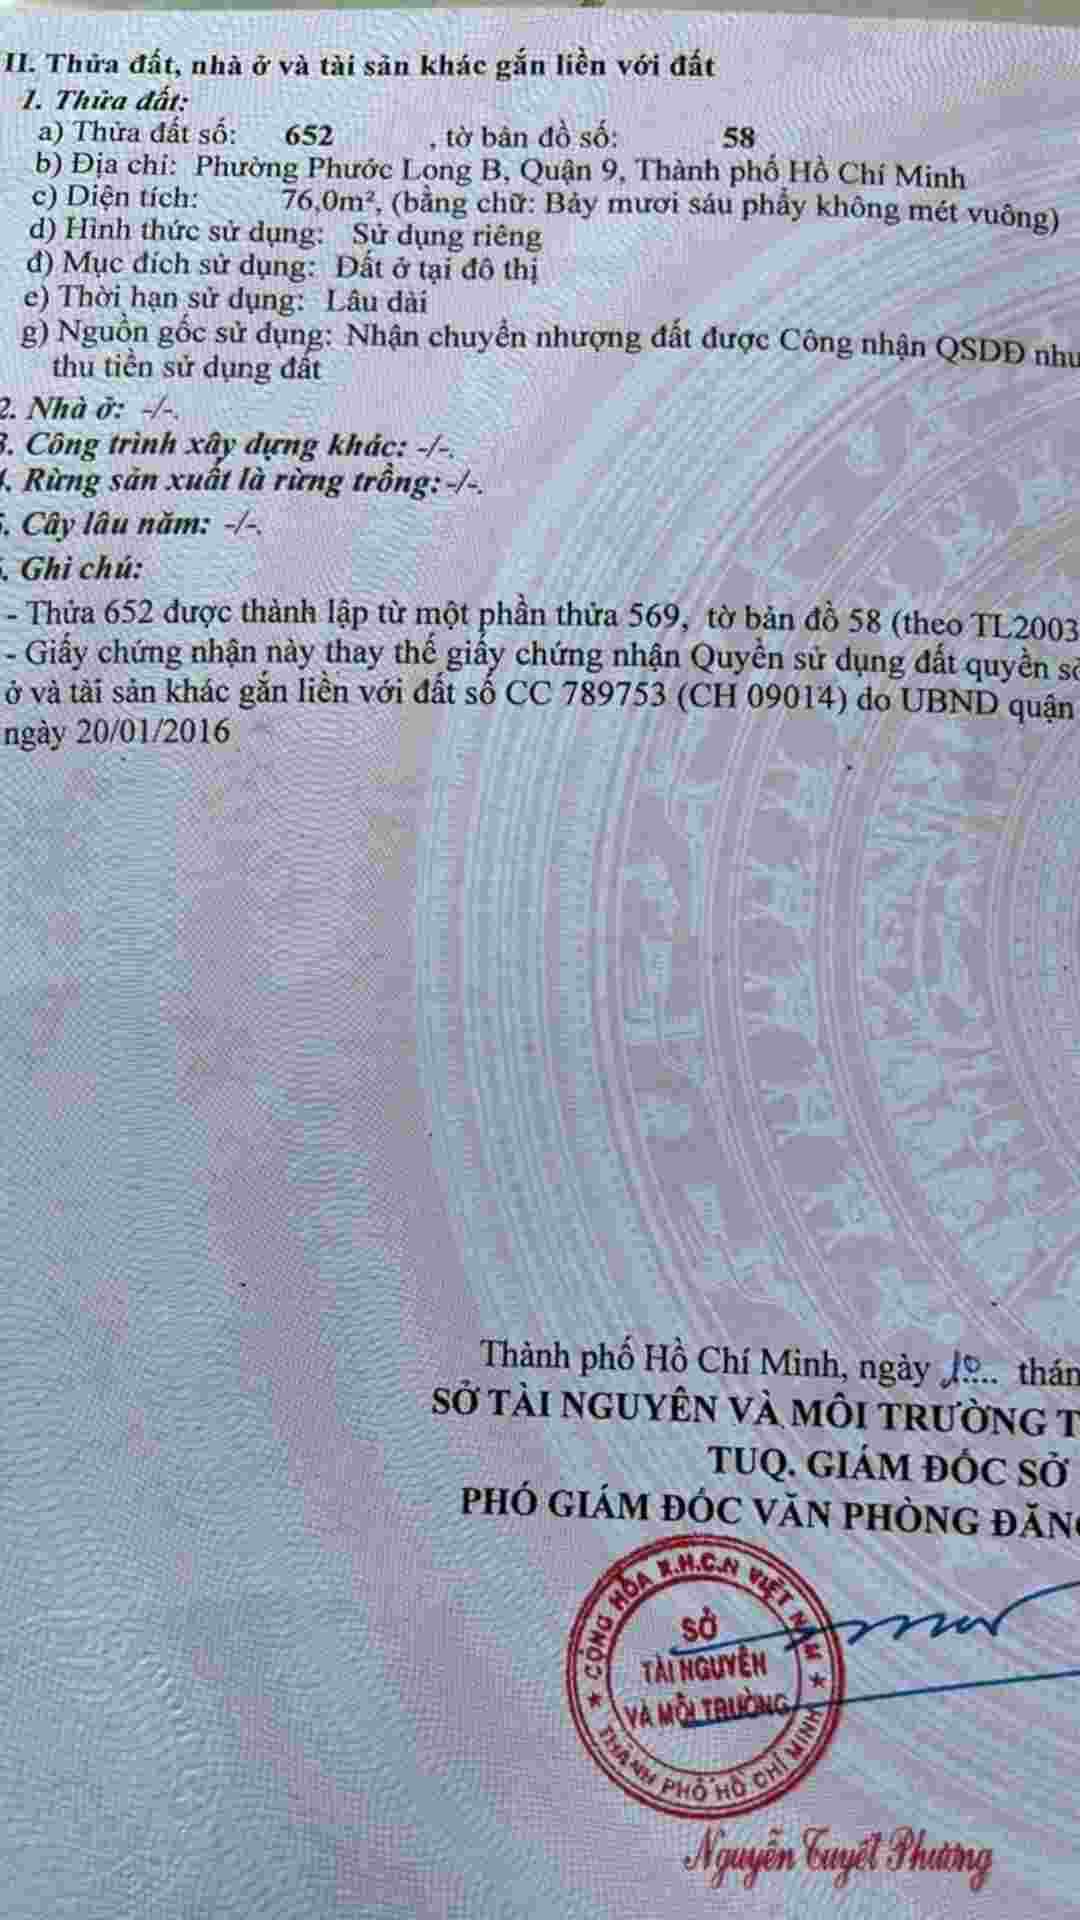 II. Thửa đất, nhà ở và tài sản khác gắn liền với đất
1. Thửa đất:
a) Thửa đất số: 652 , tờ bản đồ số: 58
b) Địa chỉ: Phường Phước Long B, Quận 9, Thành phố Hồ Chí Minh
c) Diện tích: 76,0m², (bằng chữ: Bảy mươi sáu phẩy không mét vuông)
d) Hình thức sử dụng: Sử dụng riêng
đ) Mục đích sử dụng: Đất ở tại đô thị
e) Thời hạn sử dụng: Lâu dài
g) Nguồn gốc sử dụng: Nhận chuyển nhượng đất được Công nhận QSDĐ như
thu tiền sử dụng đất
2. Nhà ở: -/-.
3. Công trình xây dựng khác: -/-.
4. Rừng sản xuất là rừng trồng: -/-.
5. Cây lâu năm: -/-.
. Ghi chú:
- Thửa 652 được thành lập từ một phần thửa 569, tờ bản đồ 58 (theo TL2003
- Giấy chứng nhận này thay thế giấy chứng nhận Quyền sử dụng đất quyền sở
ở và tài sản khác gắn liền với đất số CC 789753 (CH 09014) do UBND quận
ngày 20/01/2016
Thành phố Hồ Chí Minh, ngày 10 thán
SỞ TÀI NGUYÊN VÀ MÔI TRƯỜNG T
TUQ. GIÁM ĐỐC SỞ
PHÓ GIÁM ĐỐC VĂN PHÒNG ĐĂNG
CỘNG HÒA X.H.C.N VIỆT NAM
SỞ
TÀI NGUYÊN
VÀ MÔI TRƯỜNG
THÀNH PHỐ HỒ CHÍ MINH
Nguyễn Tuyết Phương